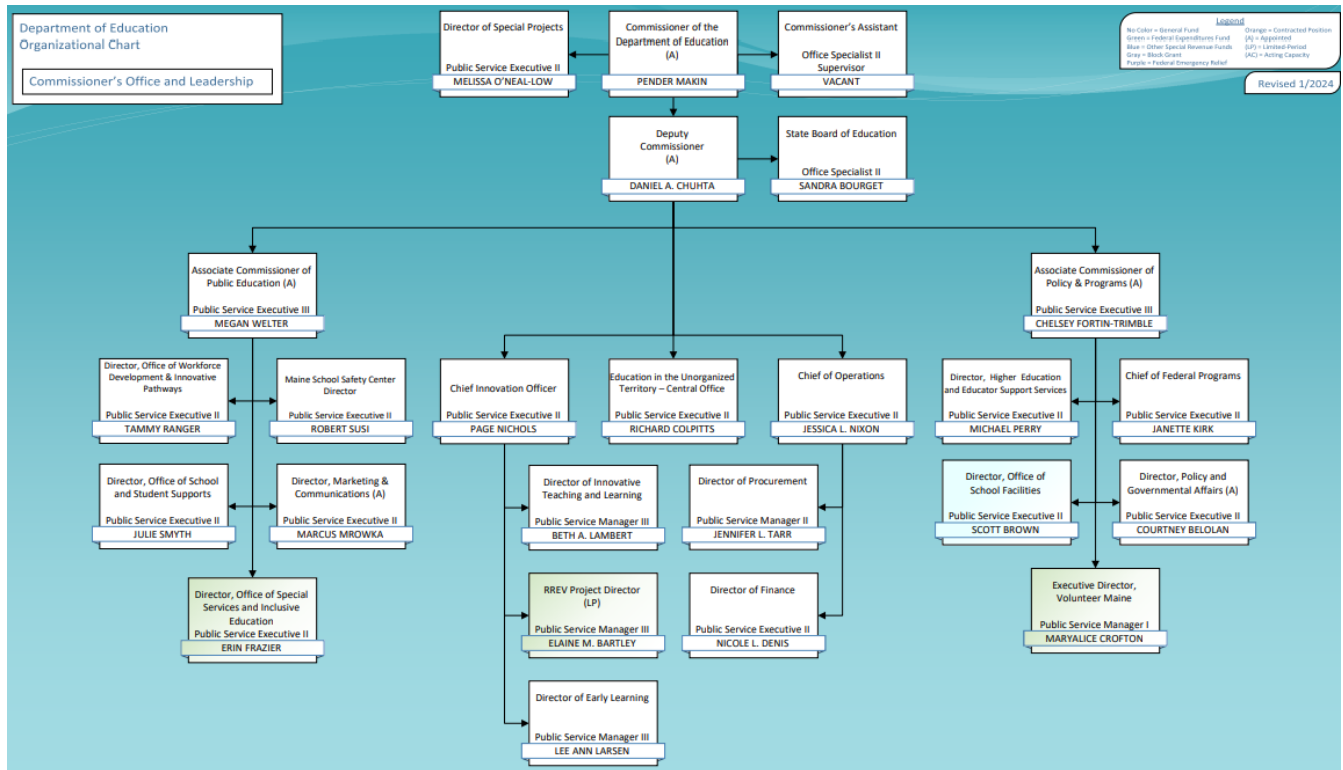 Department of Education
Organizational Chart
Commissioner's Office and Leadership
Director of Special Projects
Public Service Executive II
MELISSA O'NEAL-LOW
Commissioner of the
Department of Education
(A)
PENDER MAKIN
Commissioner's Assistant
Office Specialist II
Supervisor
VACANT
Legend
No Color = General Fund
Green = Federal Expenditures Fund
Blue = Other Special Revenue Funds
Gray = Block Grant
Purple = Federal Emergency Relief
Orange = Contracted Position
(A) = Appointed
(LP) = Limited-Period
(AC) = Acting Capacity
Revised 1/2024
Deputy
Commissioner
(A)
DANIEL A. CHUHTA
State Board of Education
Office Specialist II
SANDRA BOURGET
Associate Commissioner of
Public Education (A)
Public Service Executive III
MEGAN WELTER
Associate Commissioner of
Policy & Programs (A)
Public Service Executive III
CHELSEY FORTIN-TRIMBLE
Director, Office of Workforce
Development & Innovative
Pathways
Public Service Executive II
TAMMY RANGER
Maine School Safety Center
Director
Public Service Executive II
ROBERT SUSI
Chief Innovation Officer
Public Service Executive II
PAGE NICHOLS
Education in the Unorganized
Territory – Central Office
Public Service Executive II
RICHARD COLPITTS
Chief of Operations
Public Service Executive II
JESSICA L. NIXON
Director, Higher Education
and Educator Support Services
Public Service Executive II
MICHAEL PERRY
Chief of Federal Programs
Public Service Executive II
JANETTE KIRK
Director, Office of School
and Student Supports
Public Service Executive II
JULIE SMYTH
Director, Marketing &
Communications (A)
Public Service Executive II
MARCUS MROWKA
Director of Innovative
Teaching and Learning
Public Service Manager III
BETH A. LAMBERT
Director of Procurement
Public Service Manager II
JENNIFER L. TARR
Director, Office of
School Facilities
Public Service Executive II
SCOTT BROWN
Director, Policy and
Governmental Affairs (A)
Public Service Executive II
COURTNEY BELOLAN
Director, Office of Special
Services and Inclusive
Education
Public Service Executive II
ERIN FRAZIER
RREV Project Director
(LP)
Public Service Manager III
ELAINE M. BARTLEY
Director of Finance
Public Service Executive II
NICOLE L. DENIS
Executive Director,
Volunteer Maine
Public Service Manager I
MARYALICE CROFTON
Director of Early Learning
Public Service Manager III
LEE ANN LARSEN